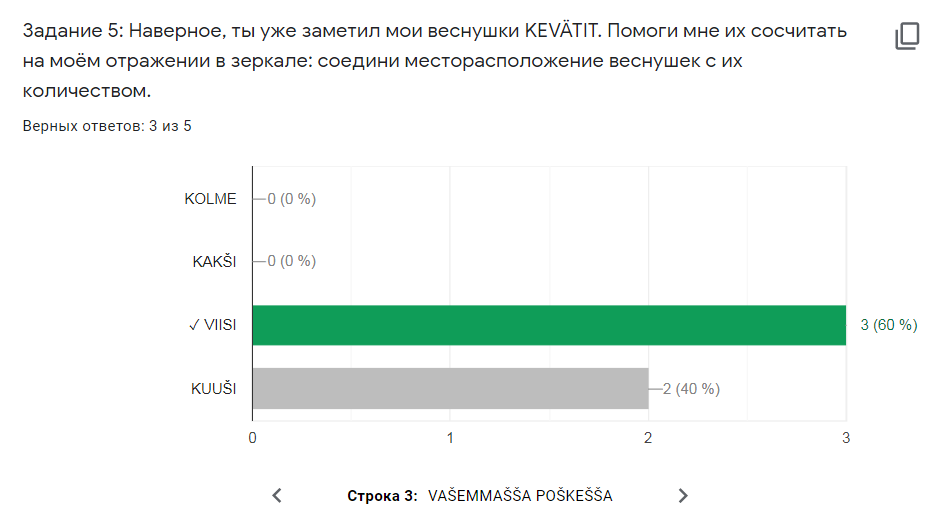 Задание 5: Наверное, ты уже заметил мои веснушки KEVÄTIT. Помоги мне их сосчитать
на моём отражении в зеркале: соедини месторасположение веснушек с их
количеством.
Верных ответов: 3 из 5
KOLME
0 (0 %)
KAKŠI
0 (0 %)
✓ VIISI
3 (60 %)
KUUŠI
2 (40 %)
0 1 2 3
Строка 3: VAŠEMMAŠŠA POŠKEŠŠA